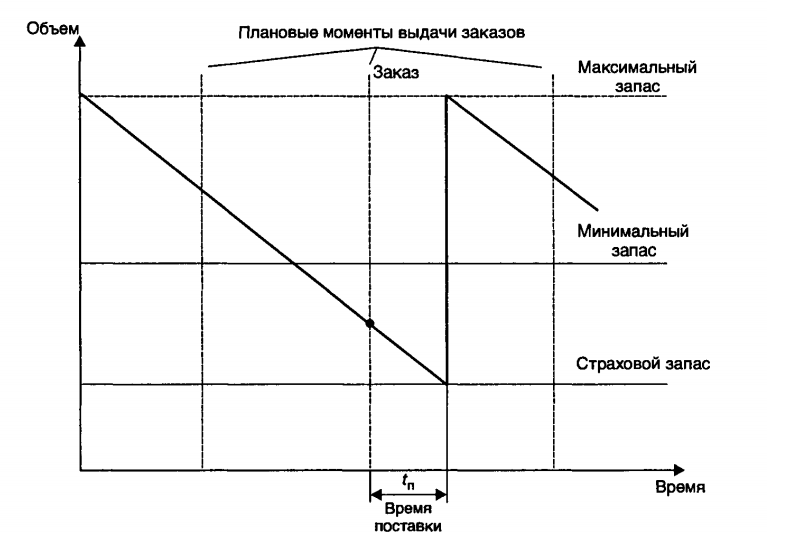 Объем
Плановые моменты выдачи заказов
Заказ
Максимальный
запас
Минимальный
запас
Страховой запас
tп
Время
поставки
Время